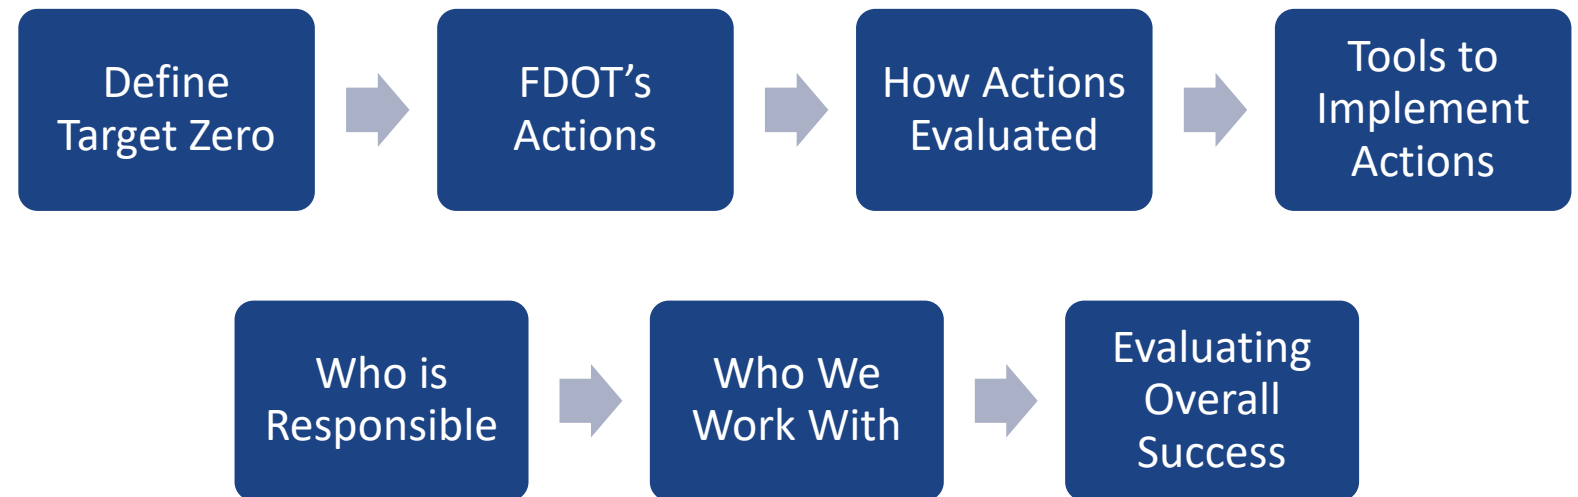 Define
Target Zero
FDOT’s
Actions
How Actions
Evaluated
Tools to
Implement
Actions
Who is
Responsible
Who We
Work With
Evaluating
Overall
Success